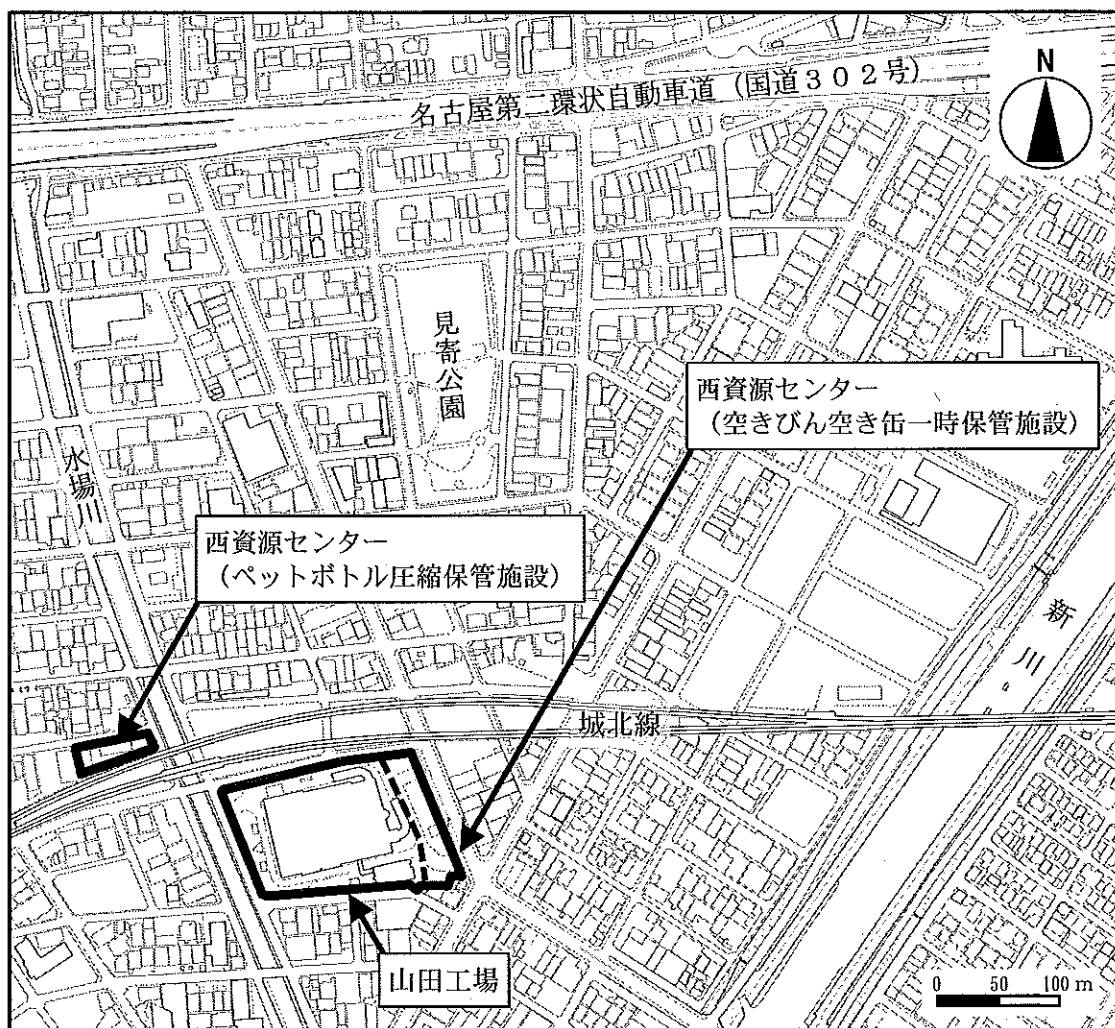 名古屋第二環状自動車道（国道３０２号）
N
見寄公園
西資源センター
（空きびん空き缶一時保管施設）
水場川
西資源センター
（ペットボトル圧縮保管施設）
新川
城北線
山田工場
0 50 100 m